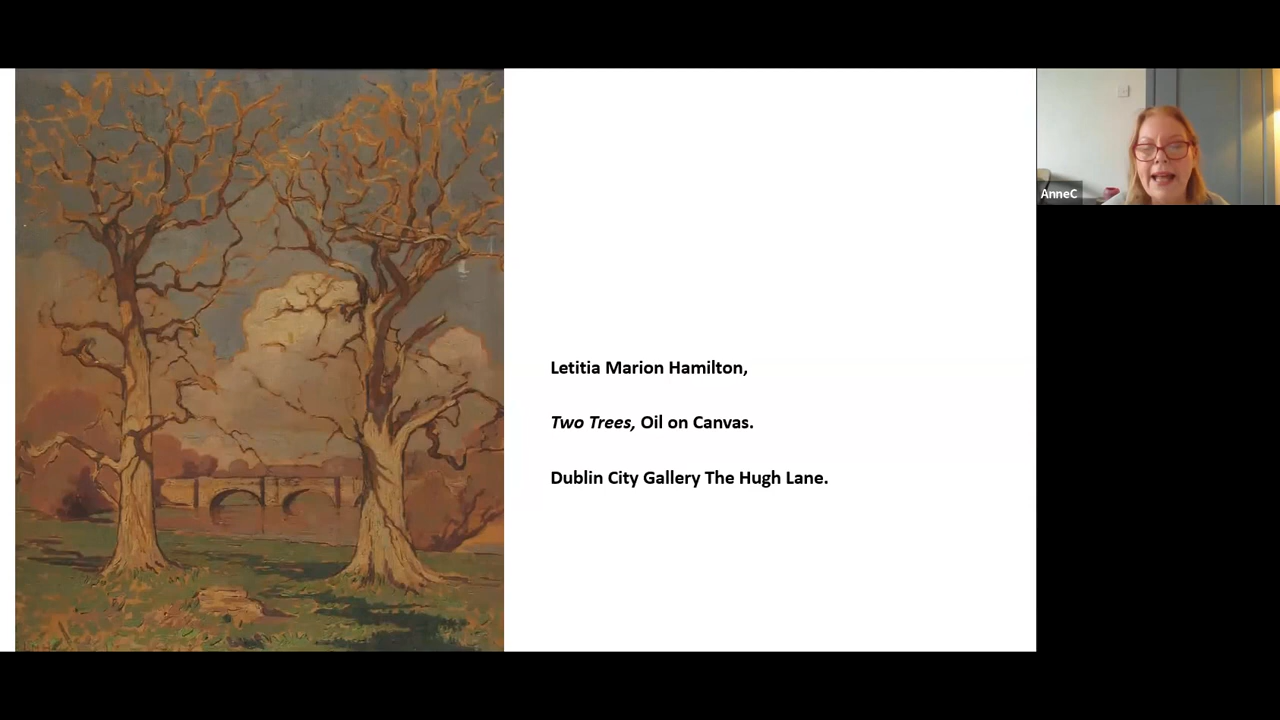 Letitia Marion Hamilton,
Two Trees, Oil on Canvas.
Dublin City Gallery The Hugh Lane.
AnneC